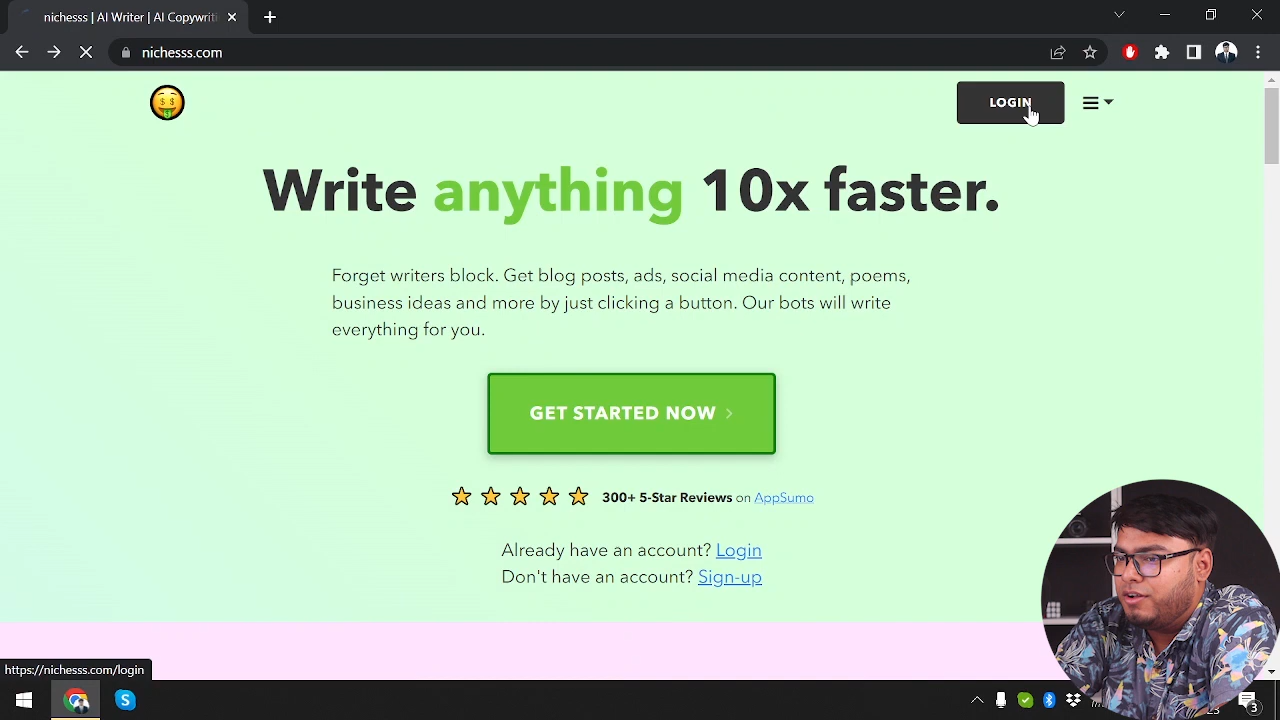 nichesss | AI Writer | AI Copywriti
nichesss.com
LOGIN
Write anything 10x faster.
Forget writers block. Get blog posts, ads, social media content, poems,
business ideas and more by just clicking a button. Our bots will write
everything for you.
GET STARTED NOW
300+ 5-Star Reviews on AppSumo
Already have an account? Login
Don't have an account? Sign-up
https://nichesss.com/login